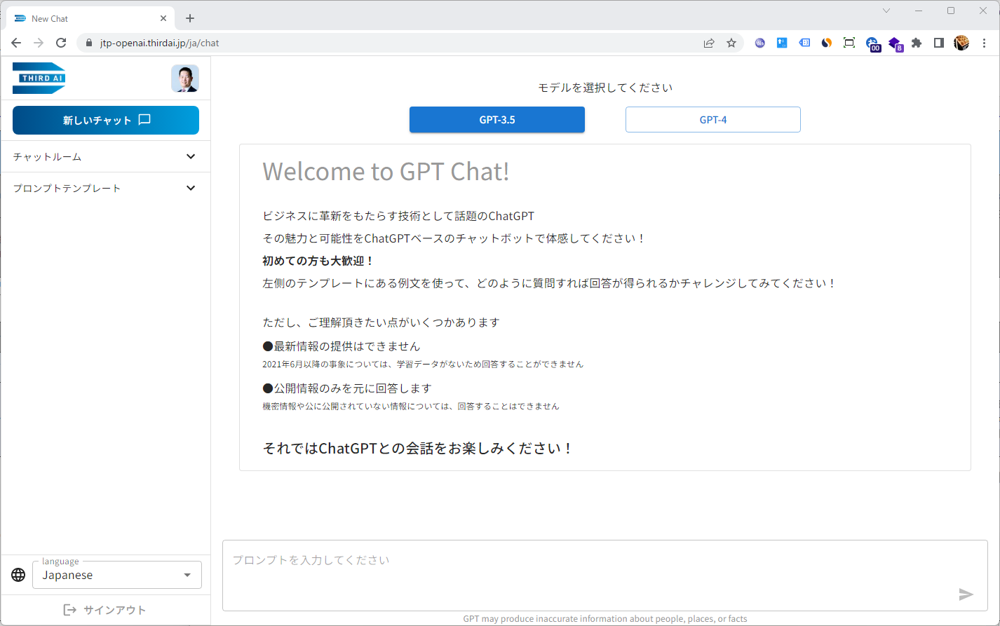 New Chat
jtp-openai.thirdai.jp/ja/chat
00
8
THIRD AI
新しいチャット
チャットルーム
プロンプトテンプレート
モデルを選択してください
GPT-3.5
GPT-4
Welcome to GPT Chat!
ビジネスに革新をもたらす技術として話題のChatGPT
その魅力と可能性をChatGPTベースのチャットボットで体感してください！
初めての方も大歓迎！
左側のテンプレートにある例文を使って、どのように質問すれば回答が得られるかチャレンジしてみてください！
ただし、ご理解頂きたい点がいくつかあります
●最新情報の提供はできません
2021年6月以降の事象については、学習データがないため回答することができません
●公開情報のみを元に回答します
機密情報や公に公開されていない情報については、回答することはできません
それではChatGPTとの会話をお楽しみください！
プロンプトを入力してください
GPT may produce inaccurate information about people, places, or facts
language
Japanese
サインアウト